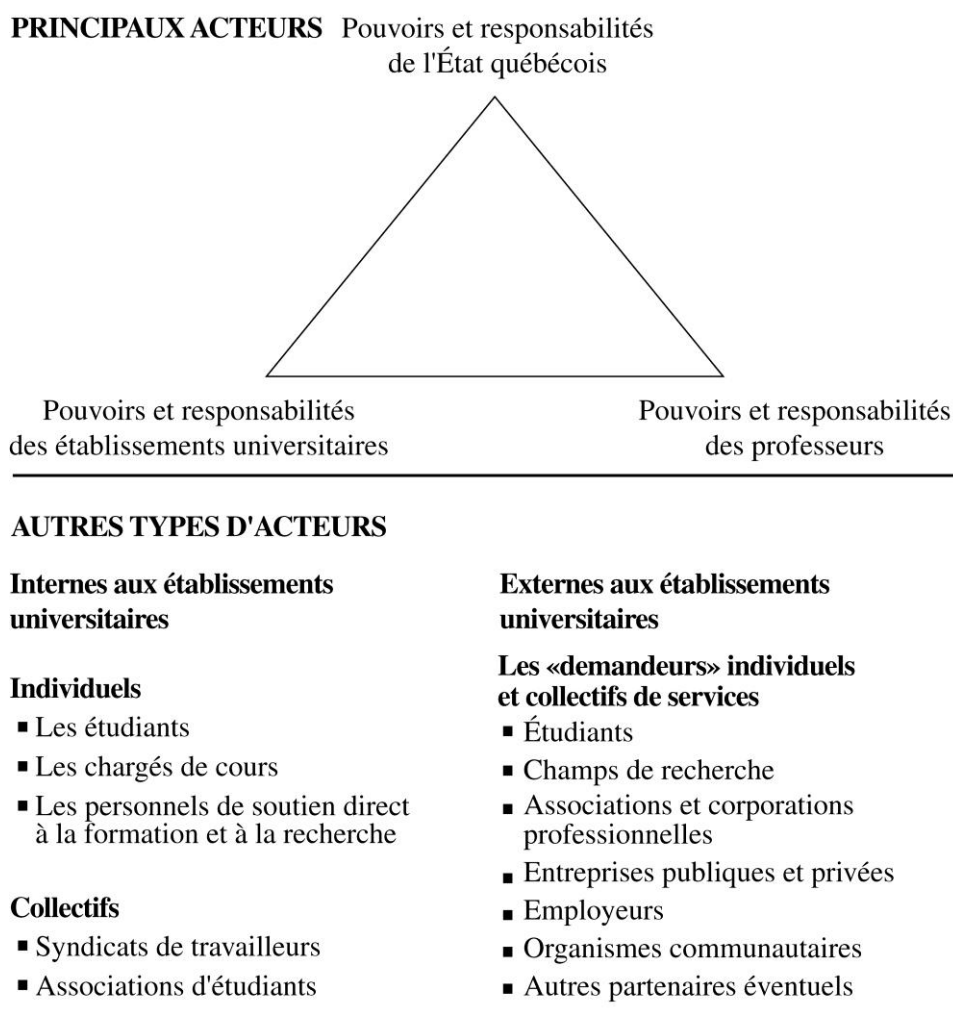 PRINCIPAUX ACTEURS Pouvoirs et responsabilités
de l'État québécois
Pouvoirs et responsabilités
des établissements universitaires
Pouvoirs et responsabilités
des professeurs
AUTRES TYPES D'ACTEURS
Internes aux établissements
universitaires
Individuels
▪ Les étudiants
▪ Les chargés de cours
▪ Les personnels de soutien direct
à la formation et à la recherche
Collectifs
▪ Syndicats de travailleurs
▪ Associations d'étudiants
Externes aux établissements
universitaires
Les «demandeurs» individuels
et collectifs de services
▪ Étudiants
▪ Champs de recherche
▪ Associations et corporations
professionnelles
▪ Entreprises publiques et privées
▪ Employeurs
▪ Organismes communautaires
▪ Autres partenaires éventuels